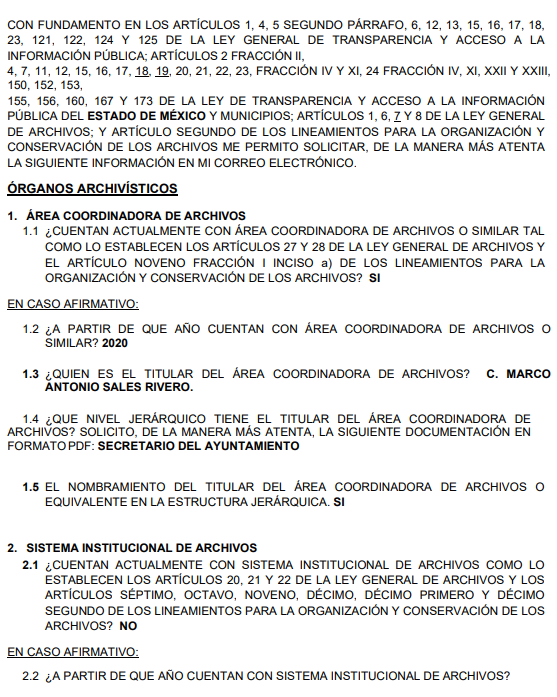 CON FUNDAMENTO EN LOS ARTÍCULOS 1, 4, 5 SEGUNDO PÁRRAFO, 6, 12, 13, 15, 16, 17, 18,
23, 121, 122, 124 Y 125 DE LA LEY GENERAL DE TRANSPARENCIA Y ACCESO A LA
INFORMACIÓN PÚBLICA; ARTÍCULOS 2 FRACCIÓN II,
4, 7, 11, 12, 15, 16, 17, 18, 19, 20, 21, 22, 23, FRACCIÓN IV Y XI, 24 FRACCIÓN IV, XI, XXII Y XXIII,
150, 152, 153,
155, 156, 160, 167 Y 173 DE LA LEY DE TRANSPARENCIA Y ACCESO A LA INFORMACIÓN
PÚBLICA DEL ESTADO DE MÉXICO Y MUNICIPIOS; ARTÍCULOS 1, 6, 7 Y 8 DE LA LEY GENERAL
DE ARCHIVOS; Y ARTÍCULO SEGUNDO DE LOS LINEAMIENTOS PARA LA ORGANIZACIÓN Y
CONSERVACIÓN DE LOS ARCHIVOS ME PERMITO SOLICITAR, DE LA MANERA MÁS ATENTA
LA SIGUIENTE INFORMACIÓN EN MI CORREO ELECTRÓNICO.
ÓRGANOS ARCHIVÍSTICOS
1. ÁREA COORDINADORA DE ARCHIVOS
1.1 ¿CUENTAN ACTUALMENTE CON ÁREA COORDINADORA DE ARCHIVOS O SIMILAR TAL
COMO LO ESTABLECEN LOS ARTÍCULOS 27 Y 28 DE LA LEY GENERAL DE ARCHIVOS Y
EL ARTÍCULO NOVENO FRACCIÓN I INCISO a) DE LOS LINEAMIENTOS PARA LA
ORGANIZACIÓN Y CONSERVACIÓN DE LOS ARCHIVOS? SI
EN CASO AFIRMATIVO:
1.2 ¿A PARTIR DE QUE AÑO CUENTAN CON ÁREA COORDINADORA DE ARCHIVOS O
SIMILAR? 2020
1.3 ¿QUIEN ES EL TITULAR DEL ÁREA COORDINADORA DE ARCHIVOS? C. MARCO
ANTONIO SALES RIVERO.
1.4 ¿QUE NIVEL JERÁRQUICO TIENE EL TITULAR DEL ÁREA COORDINADORA DE
ARCHIVOS? SOLICITO, DE LA MANERA MÁS ATENTA, LA SIGUIENTE DOCUMENTACIÓN EN
FORMATO PDF: SECRETARIO DEL AYUNTAMIENTO
1.5 EL NOMBRAMIENTO DEL TITULAR DEL ÁREA COORDINADORA DE ARCHIVOS O
EQUIVALENTE EN LA ESTRUCTURA JERÁRQUICA. SI
2. SISTEMA INSTITUCIONAL DE ARCHIVOS
2.1 ¿CUENTAN ACTUALMENTE CON SISTEMA INSTITUCIONAL DE ARCHIVOS COMO LO
ESTABLECEN LOS ARTÍCULOS 20, 21 Y 22 DE LA LEY GENERAL DE ARCHIVOS Y LOS
ARTÍCULOS SÉPTIMO, OCTAVO, NOVENO, DÉCIMO, DÉCIMO PRIMERO Y DÉCIMO
SEGUNDO DE LOS LINEAMIENTOS PARA LA ORGANIZACIÓN Y CONSERVACIÓN DE LOS
ARCHIVOS? NO
EN CASO AFIRMATIVO:
2.2 ¿A PARTIR DE QUE AÑO CUENTAN CON SISTEMA INSTITUCIONAL DE ARCHIVOS?